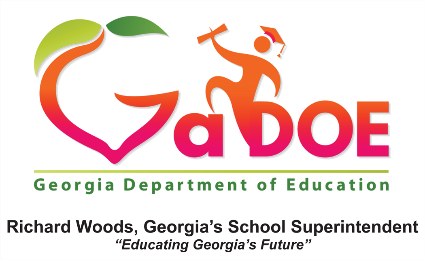 GaDOE
Georgia Department of Education
Richard Woods, Georgia's School Superintendent
"Educating Georgia's Future"